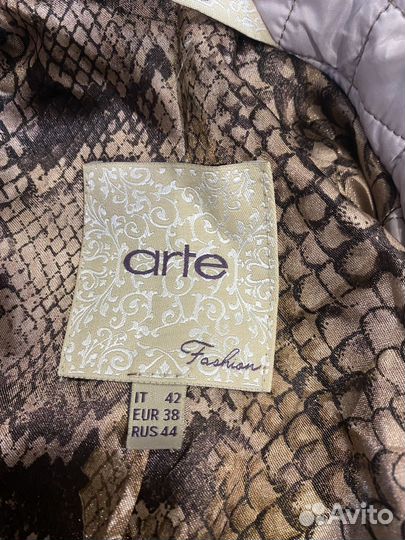 arte
Fashion
IT 42
EUR 38
RUS 44
Avito